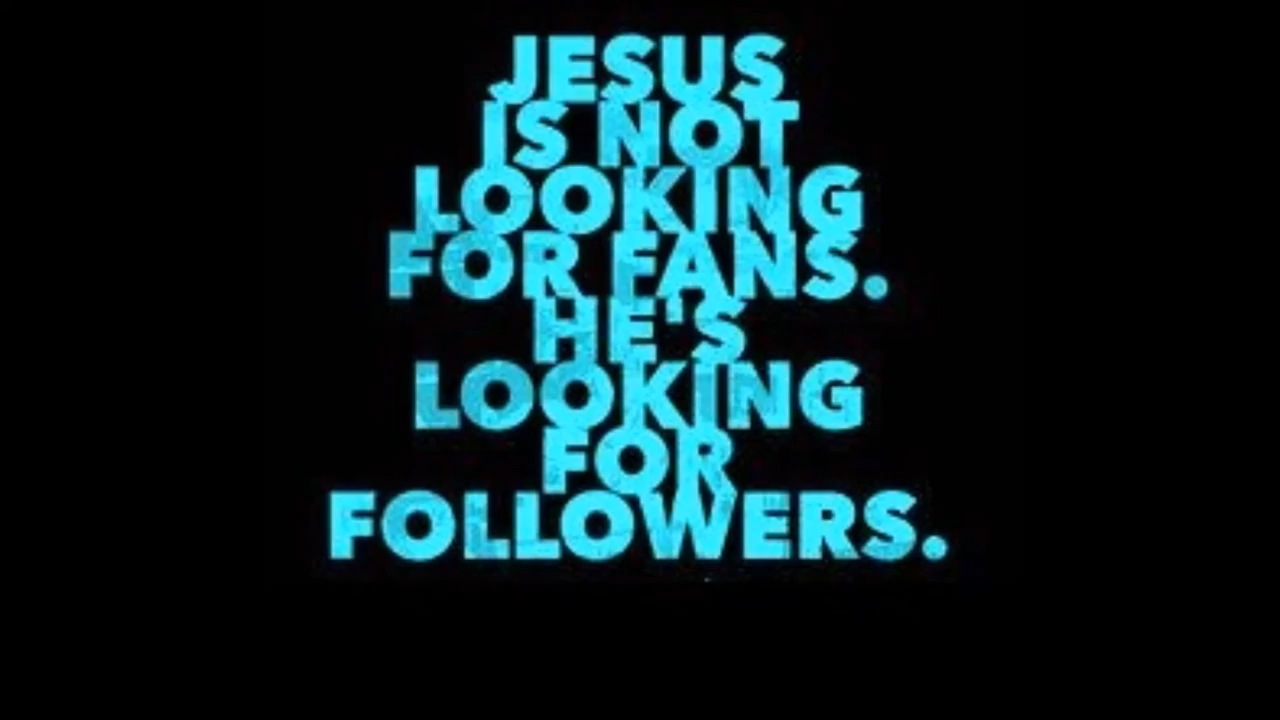 JESUS
IS NOT
LOOKING
FOR FANS.
HE'S
LOOKING
FOR
FOLLOWERS.